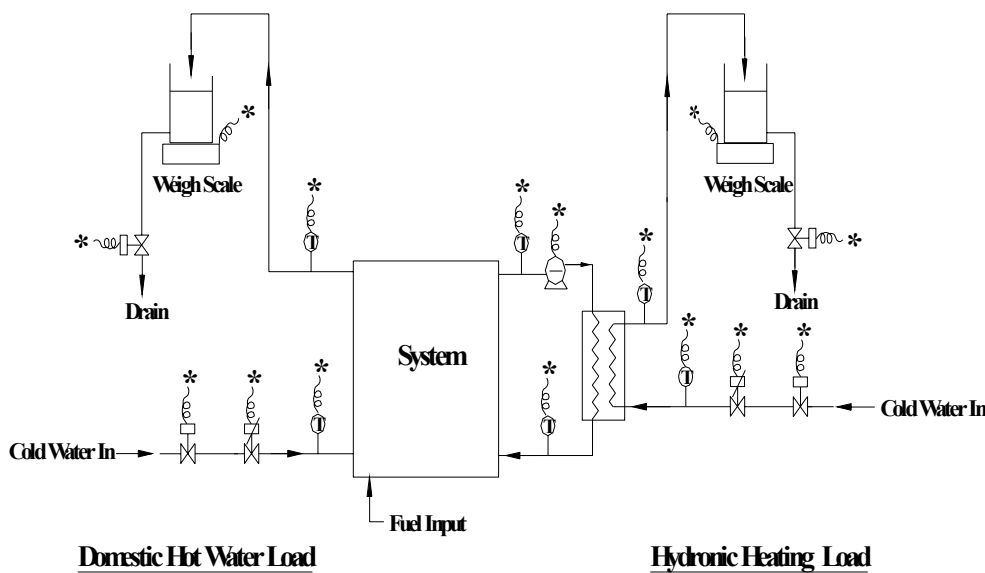 *
*
Weigh Scale
Weigh Scale
*
*
*
*
*
*
T
T
T
Drain
Drain
System
*
*
*
*
*
*
*
T
T
T
Cold Water In
Cold Water In
Fuel Input
Domestic Hot Water Load
Hydronic Heating Load